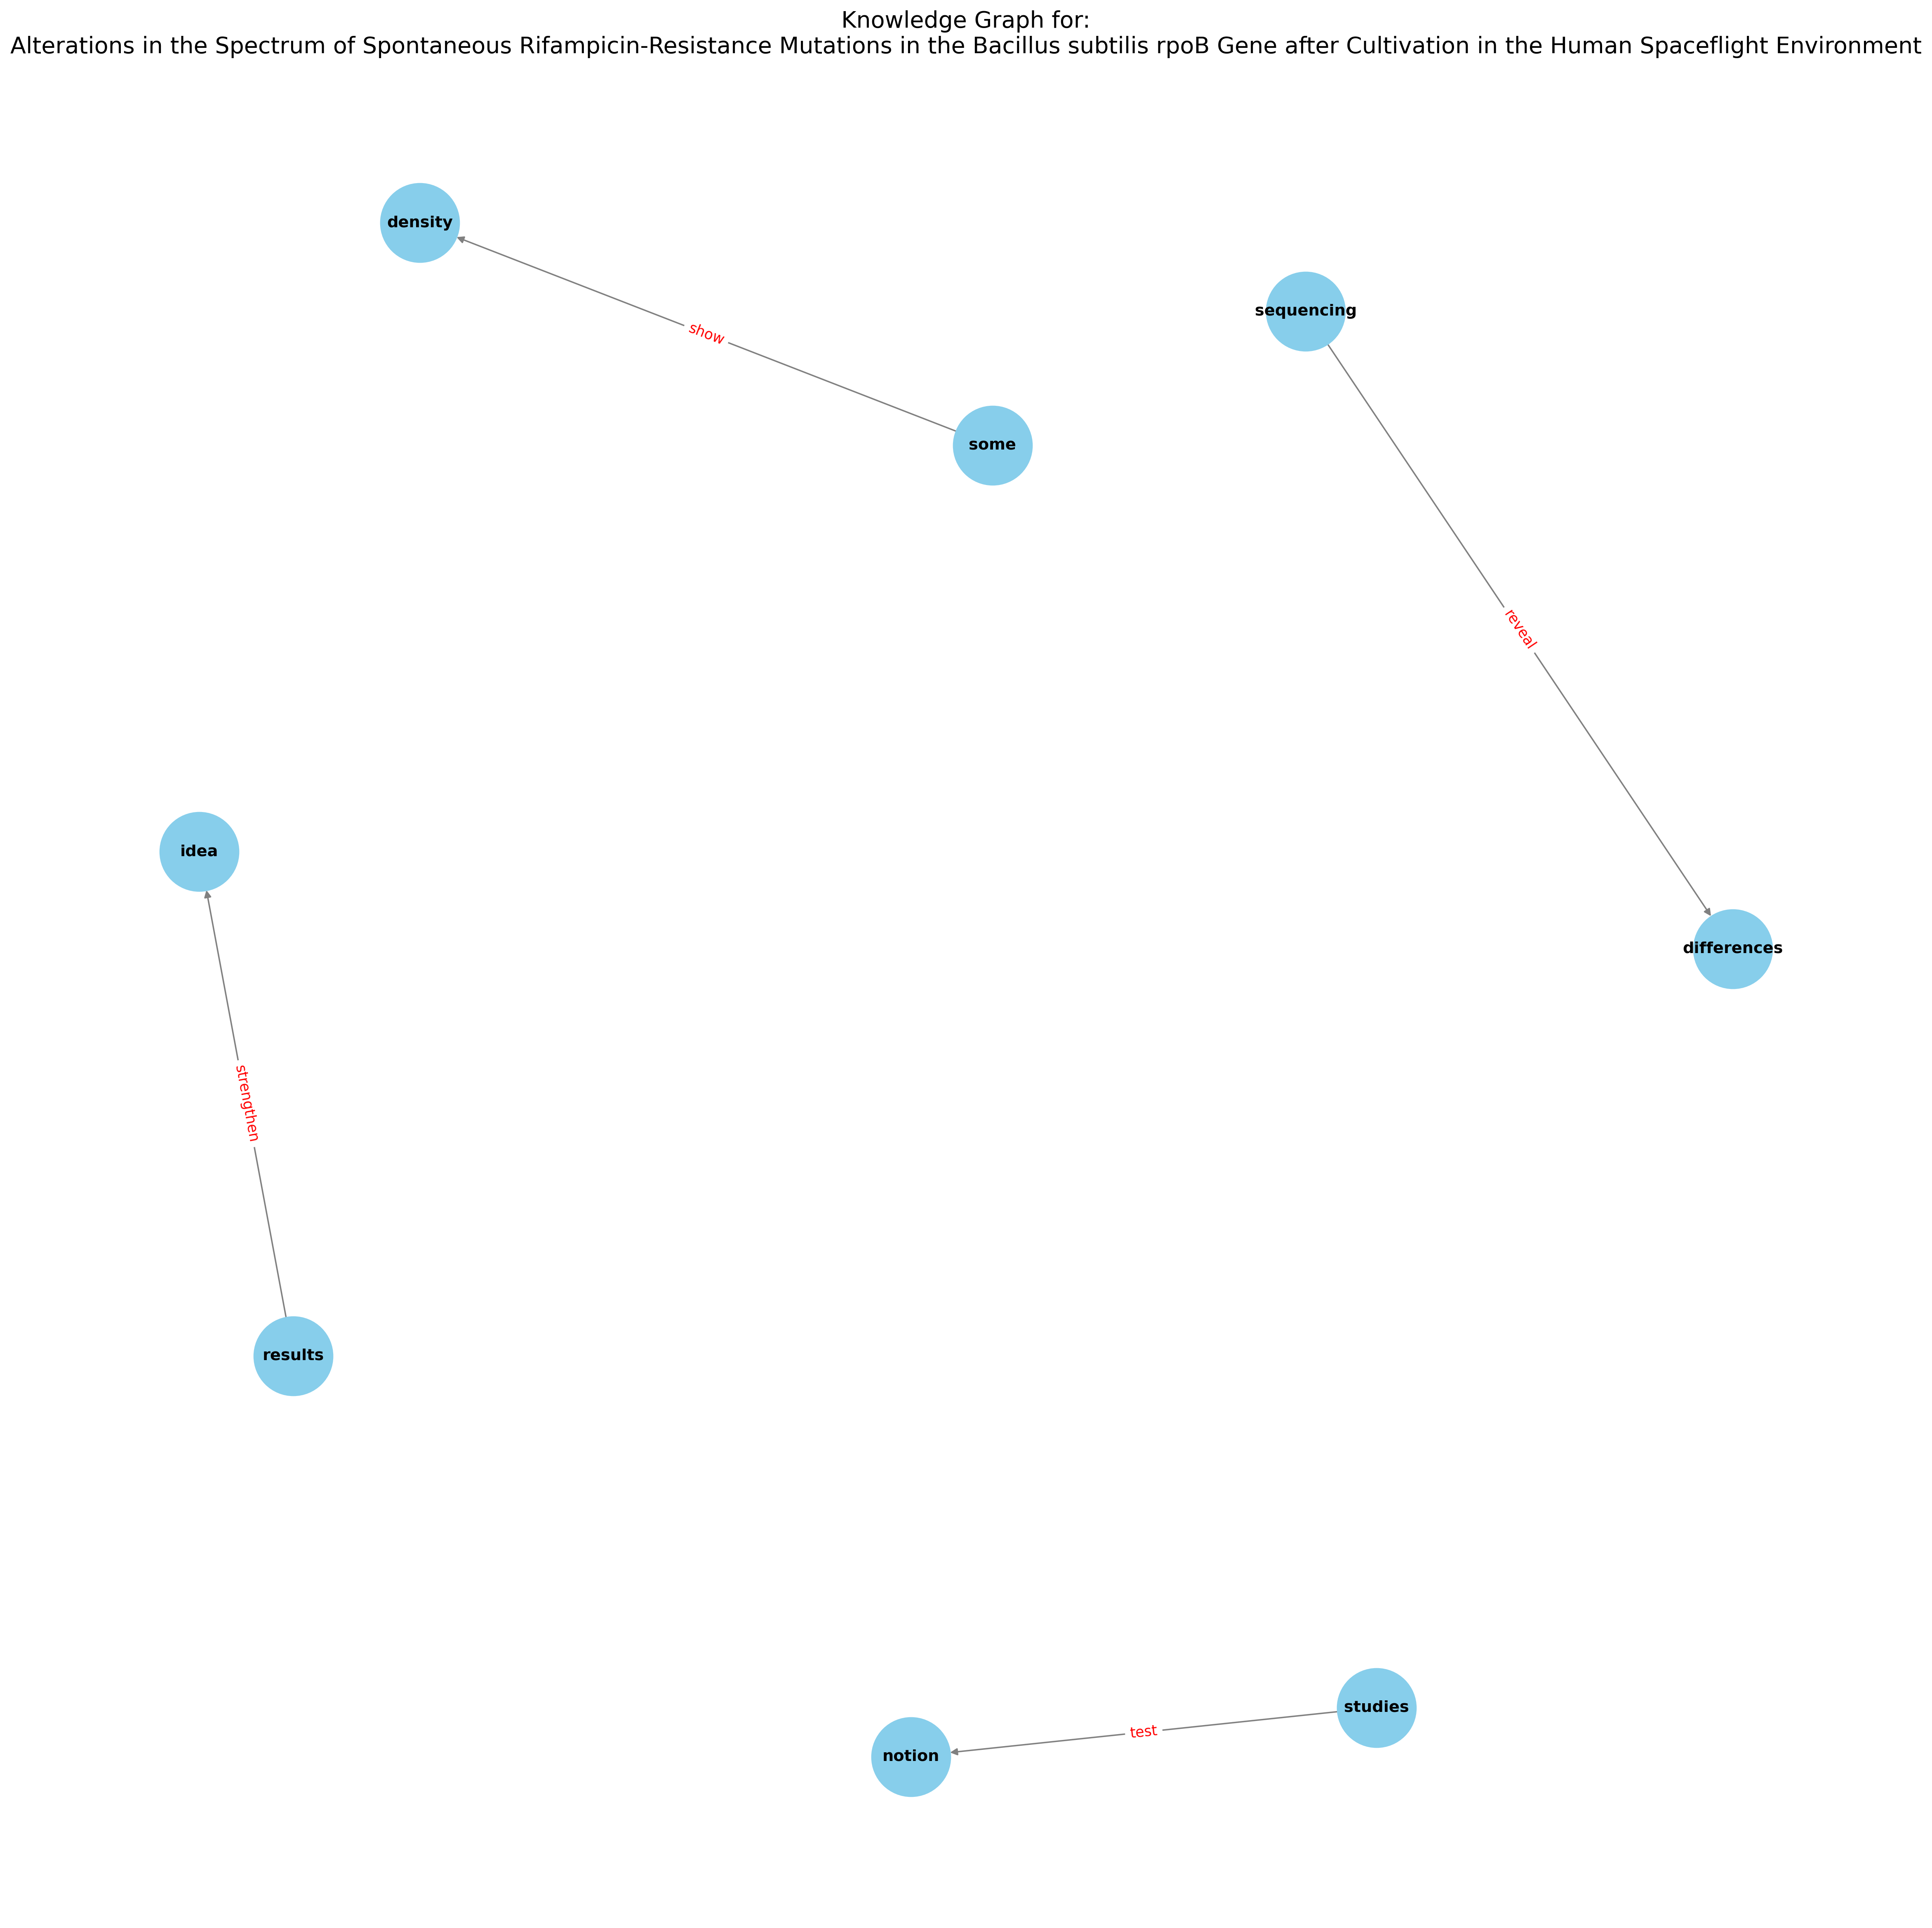 Knowledge Graph for:
Alterations in the Spectrum of Spontaneous Rifampicin-Resistance Mutations in the Bacillus subtilis rpoB Gene after Cultivation in the Human Spaceflight Environment
density
sequencing
show
some
reveal
idea
differences
strengthen
results
studies
test
notion